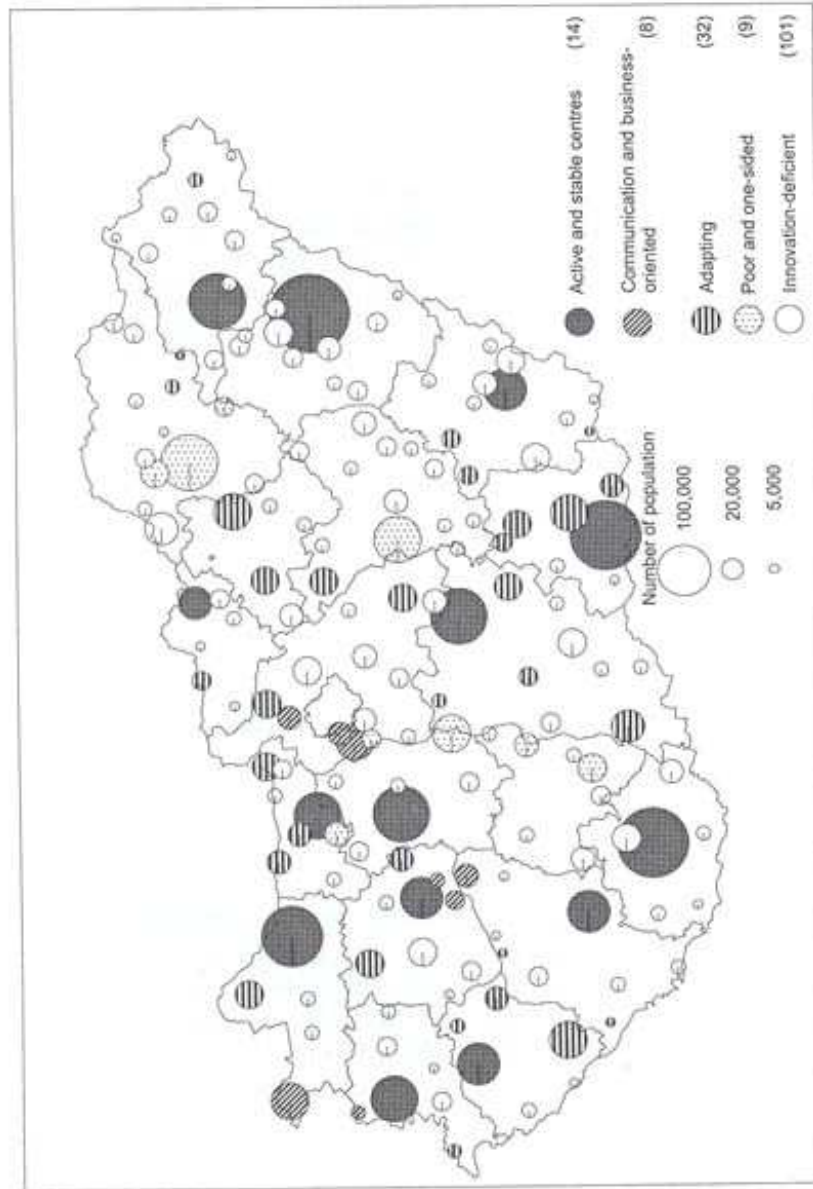 Number of population
100,000
20,000
5,000
Active and stable centres (14)
Communication and business-
oriented (8)
Adapting (32)
Poor and one-sided (9)
Innovation-deficient (101)